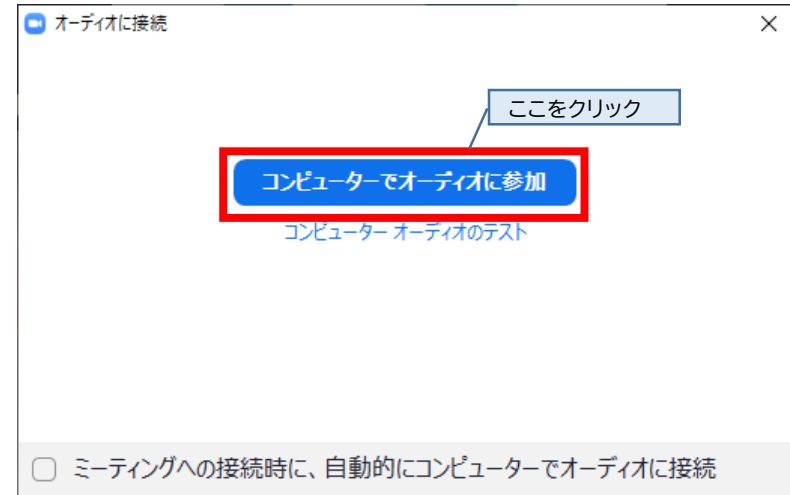 オーディオに接続
ここをクリック
コンピューターでオーディオに参加
コンピューター オーディオのテスト
ミーティングへの接続時に、自動的にコンピューターでオーディオに接続